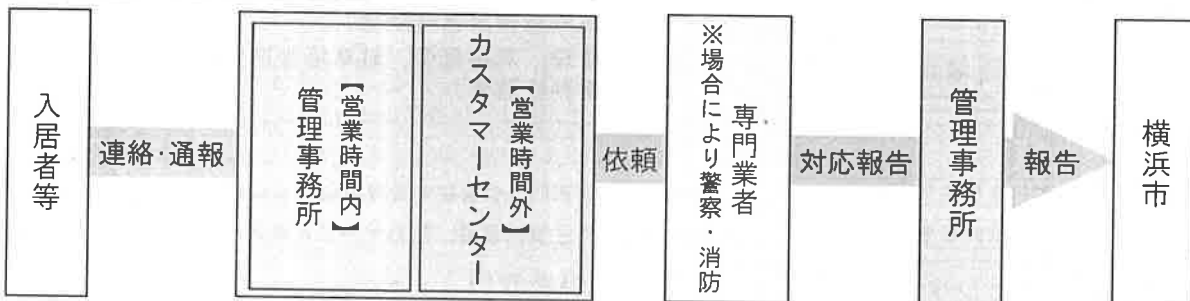 入居者等
連絡・通報
【営業時間内】
管理事務所
【営業時間外】
カスタマーセンター
依頼
専門業者
※場合により警察・消防
対応報告
管理事務所
報告
横浜市